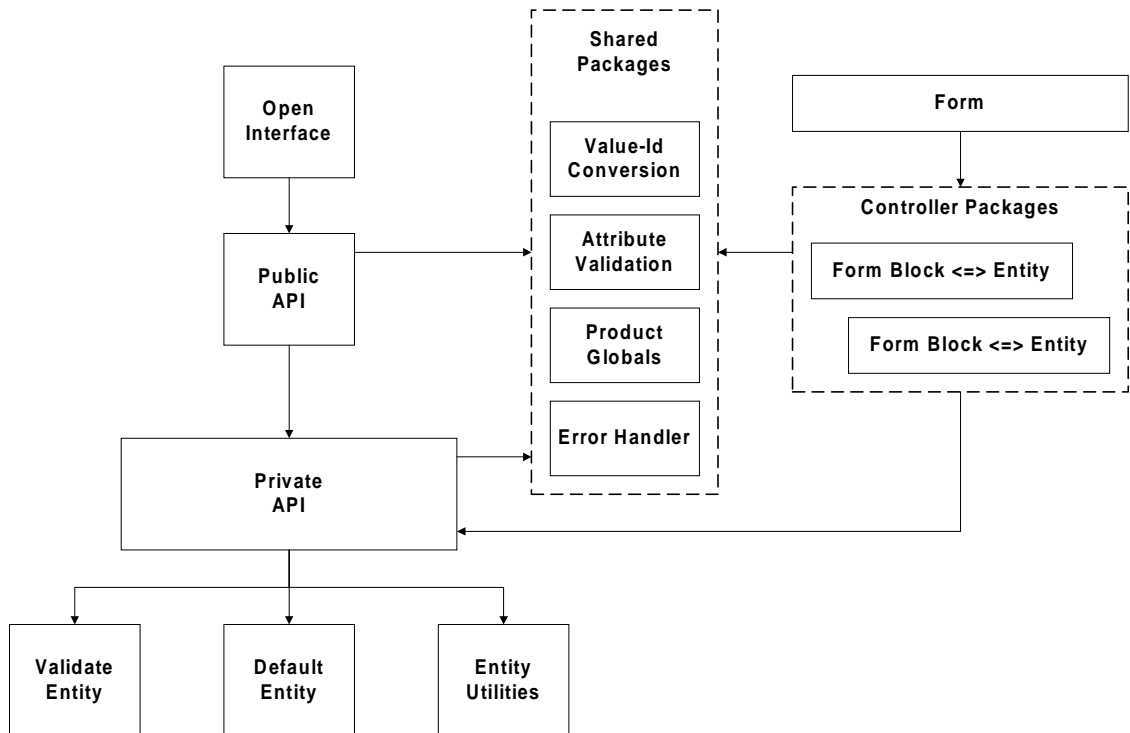 Shared
Packages
Open
Interface
Form
Value-Id
Conversion
Controller Packages
Public
API
Attribute
Validation
Form Block <=> Entity
Product
Globals
Form Block <=> Entity
Error Handler
Private
API
Validate
Entity
Default
Entity
Entity
Utilities